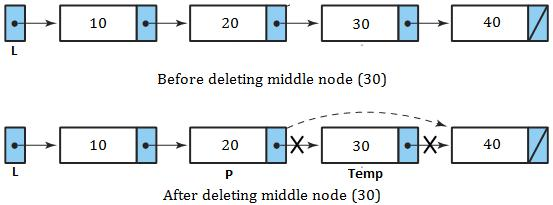 10 20 30 40
L
Before deleting middle node (30)
10 20 30 40
L P Temp
After deleting middle node (30)